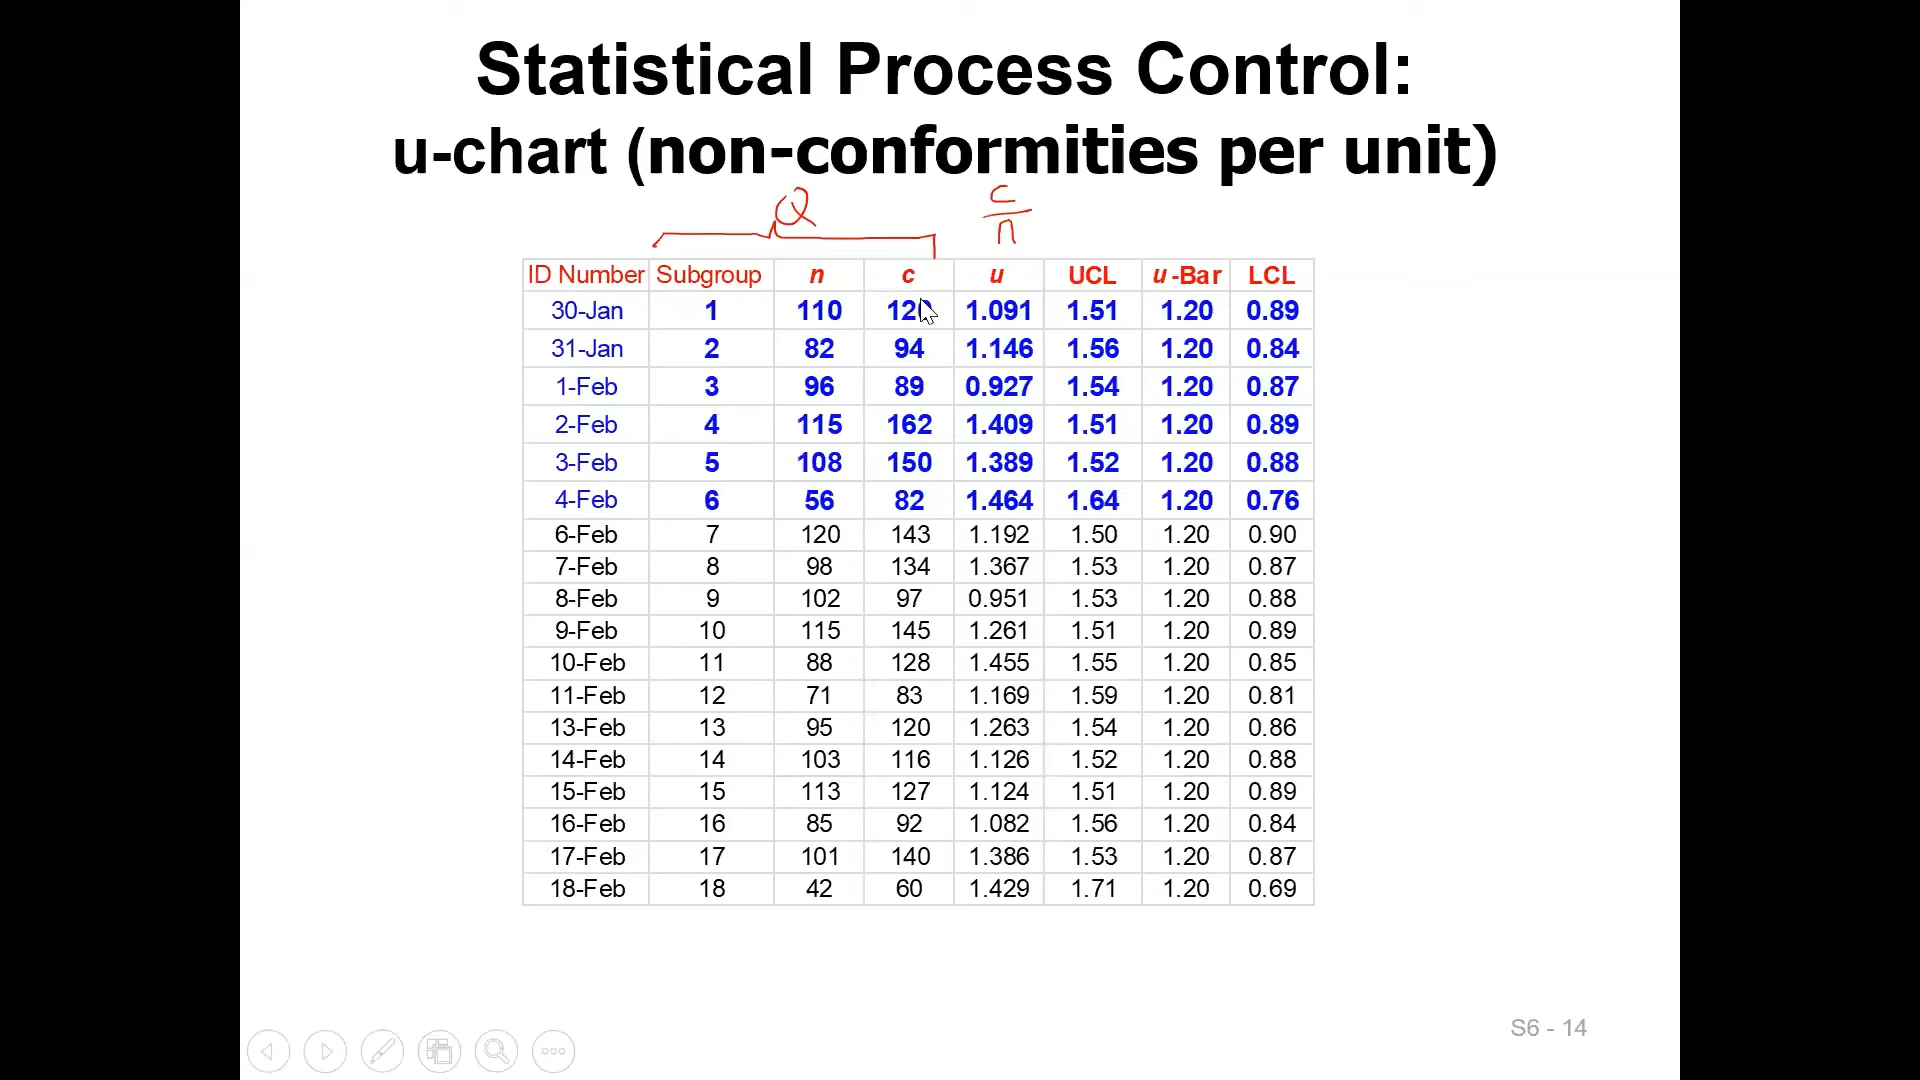 Statistical Process Control:
u-chart (non-conformities per unit)
Q
c
n
ID Number Subgroup n c u UCL u-Bar LCL
30-Jan 1 110 120 1.091 1.51 1.20 0.89
31-Jan 2 82 94 1.146 1.56 1.20 0.84
1-Feb 3 96 89 0.927 1.54 1.20 0.87
2-Feb 4 115 162 1.409 1.51 1.20 0.89
3-Feb 5 108 150 1.389 1.52 1.20 0.88
4-Feb 6 56 82 1.464 1.64 1.20 0.76
6-Feb 7 120 143 1.192 1.50 1.20 0.90
7-Feb 8 98 134 1.367 1.53 1.20 0.87
8-Feb 9 102 97 0.951 1.53 1.20 0.88
9-Feb 10 115 145 1.261 1.51 1.20 0.89
10-Feb 11 88 128 1.455 1.55 1.20 0.85
11-Feb 12 71 83 1.169 1.59 1.20 0.81
13-Feb 13 95 120 1.263 1.54 1.20 0.86
14-Feb 14 103 116 1.126 1.52 1.20 0.88
15-Feb 15 113 127 1.124 1.51 1.20 0.89
16-Feb 16 85 92 1.082 1.56 1.20 0.84
17-Feb 17 101 140 1.386 1.53 1.20 0.87
18-Feb 18 42 60 1.429 1.71 1.20 0.69
S6 - 14